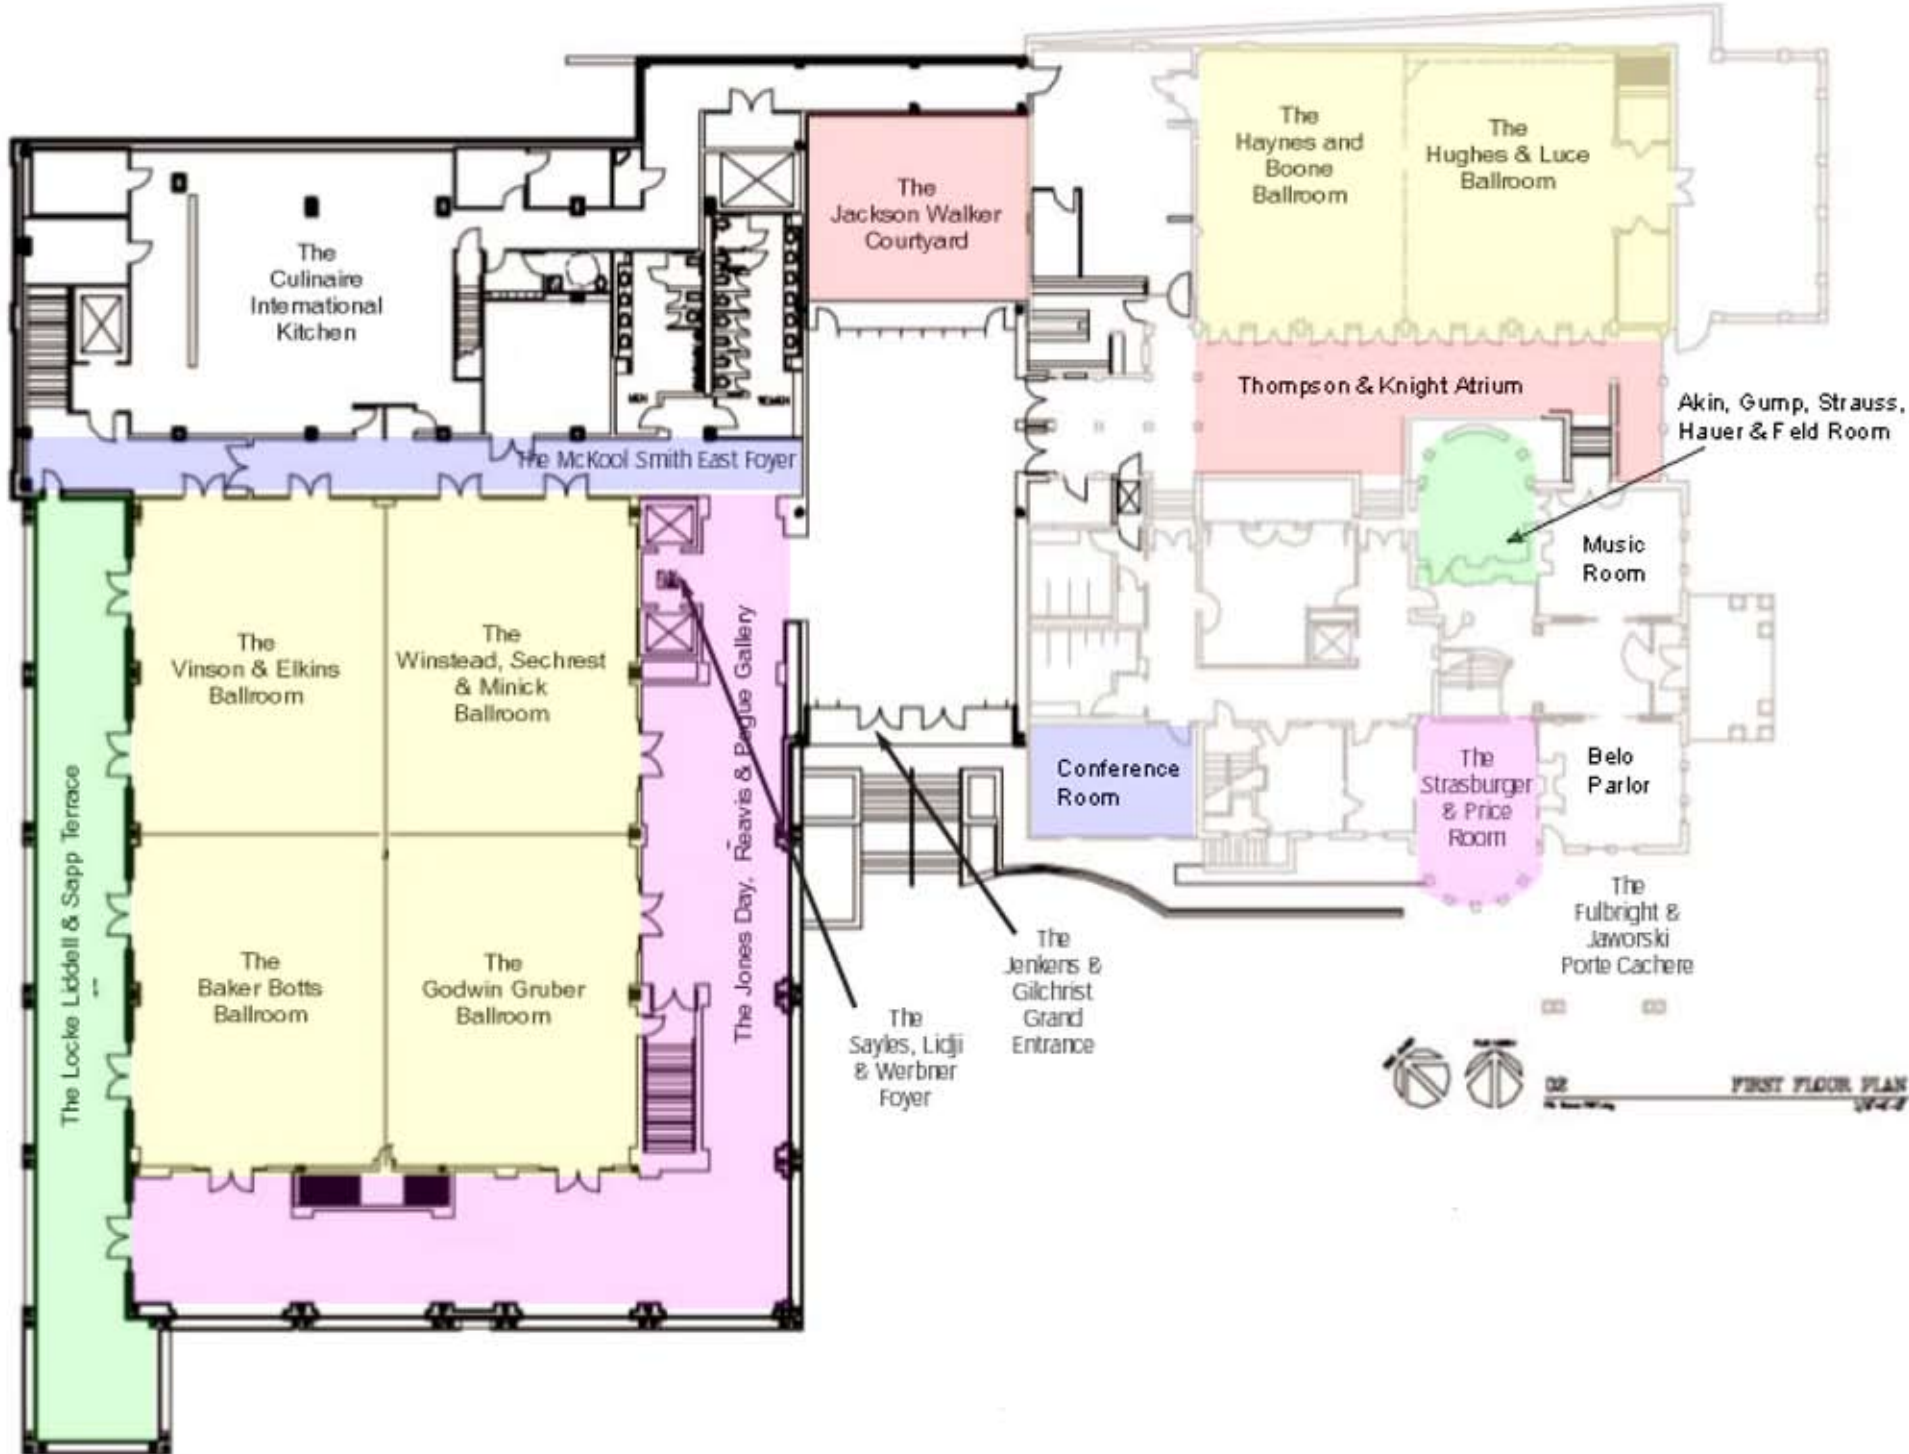 The
Haynes and
Boone
Ballroom
The
Hughes & Luce
Ballroom
The
Jackson Walker
Courtyard
The
Culinaire
International
Kitchen
MEN
WOMEN
Thompson & Knight Atrium
Akin, Gump, Strauss,
Hauer & Feld Room
The McKool Smith East Foyer
Music
Room
The
Vinson & Elkins
Ballroom
The
Winstead, Sechrest
& Minick
Ballroom
The Jones Day, Reavis & Pogue Gallery
The Locke Liddell & Sapp Terrace
Conference
Room
The
Strasburger
& Price
Room
Belo
Parlor
The
Fulbright &
Jaworski
Porte Cachere
The
Baker Botts
Ballroom
The
Godwin Gruber
Ballroom
The
Jenkens &
Gilchrist
Grand
Entrance
The
Sayles, Lidji
& Werbner
Foyer
02
FIRST FLOOR PLAN